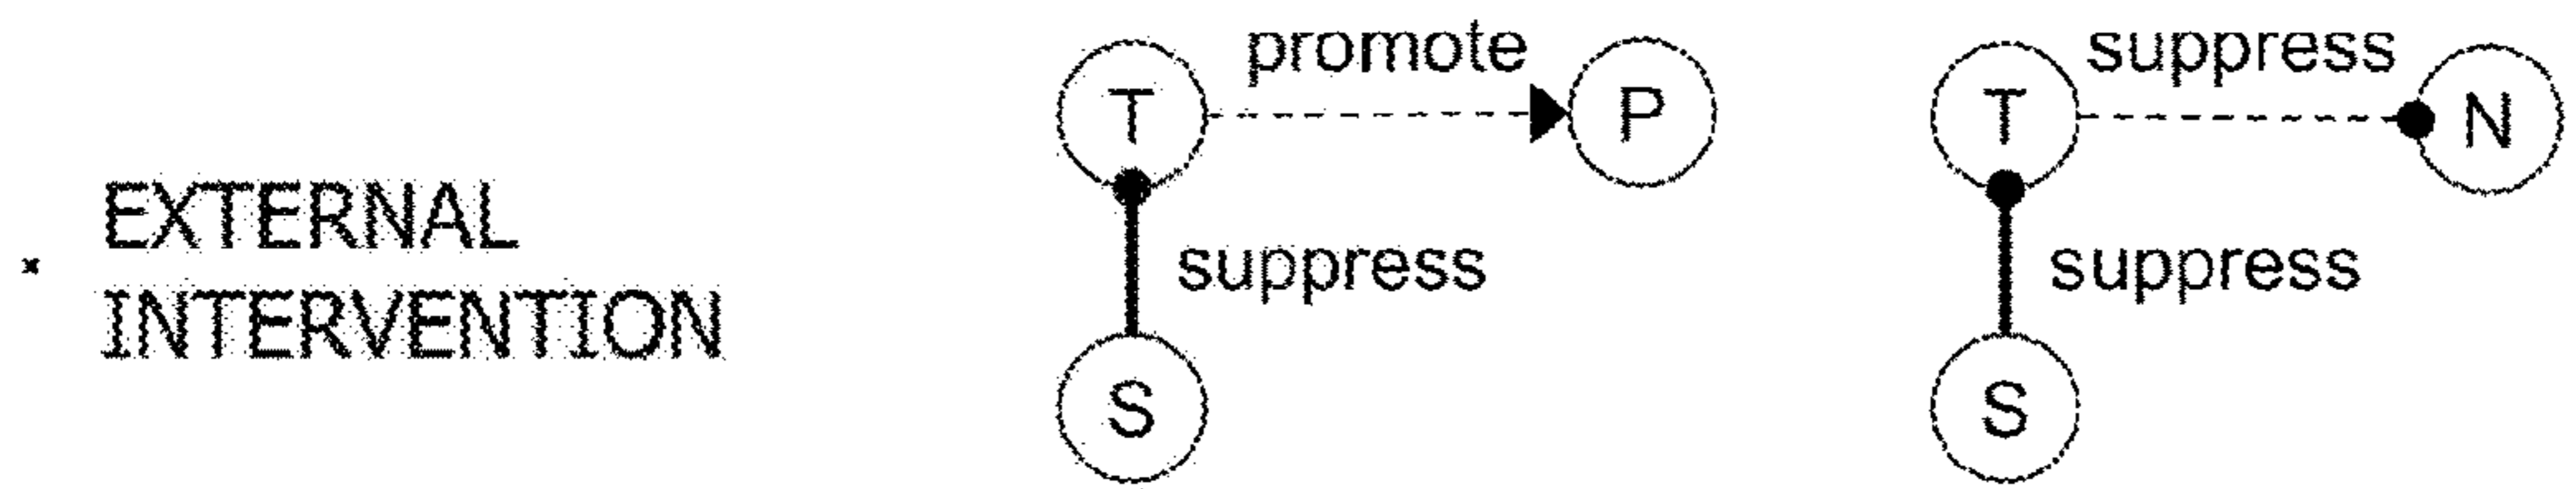 EXTERNAL
INTERVENTION
promote
T
P
suppress
S
suppress
T
N
suppress
S